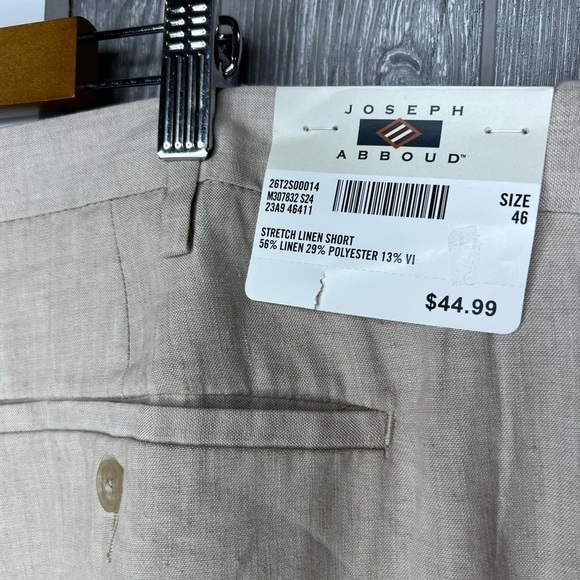 JOSEPH
ABBOUD™
26T2S00014
M307832 S24
23A9 46411
SIZE
46
STRETCH LINEN SHORT
56% LINEN 29% POLYESTER 13% VI
$44.99